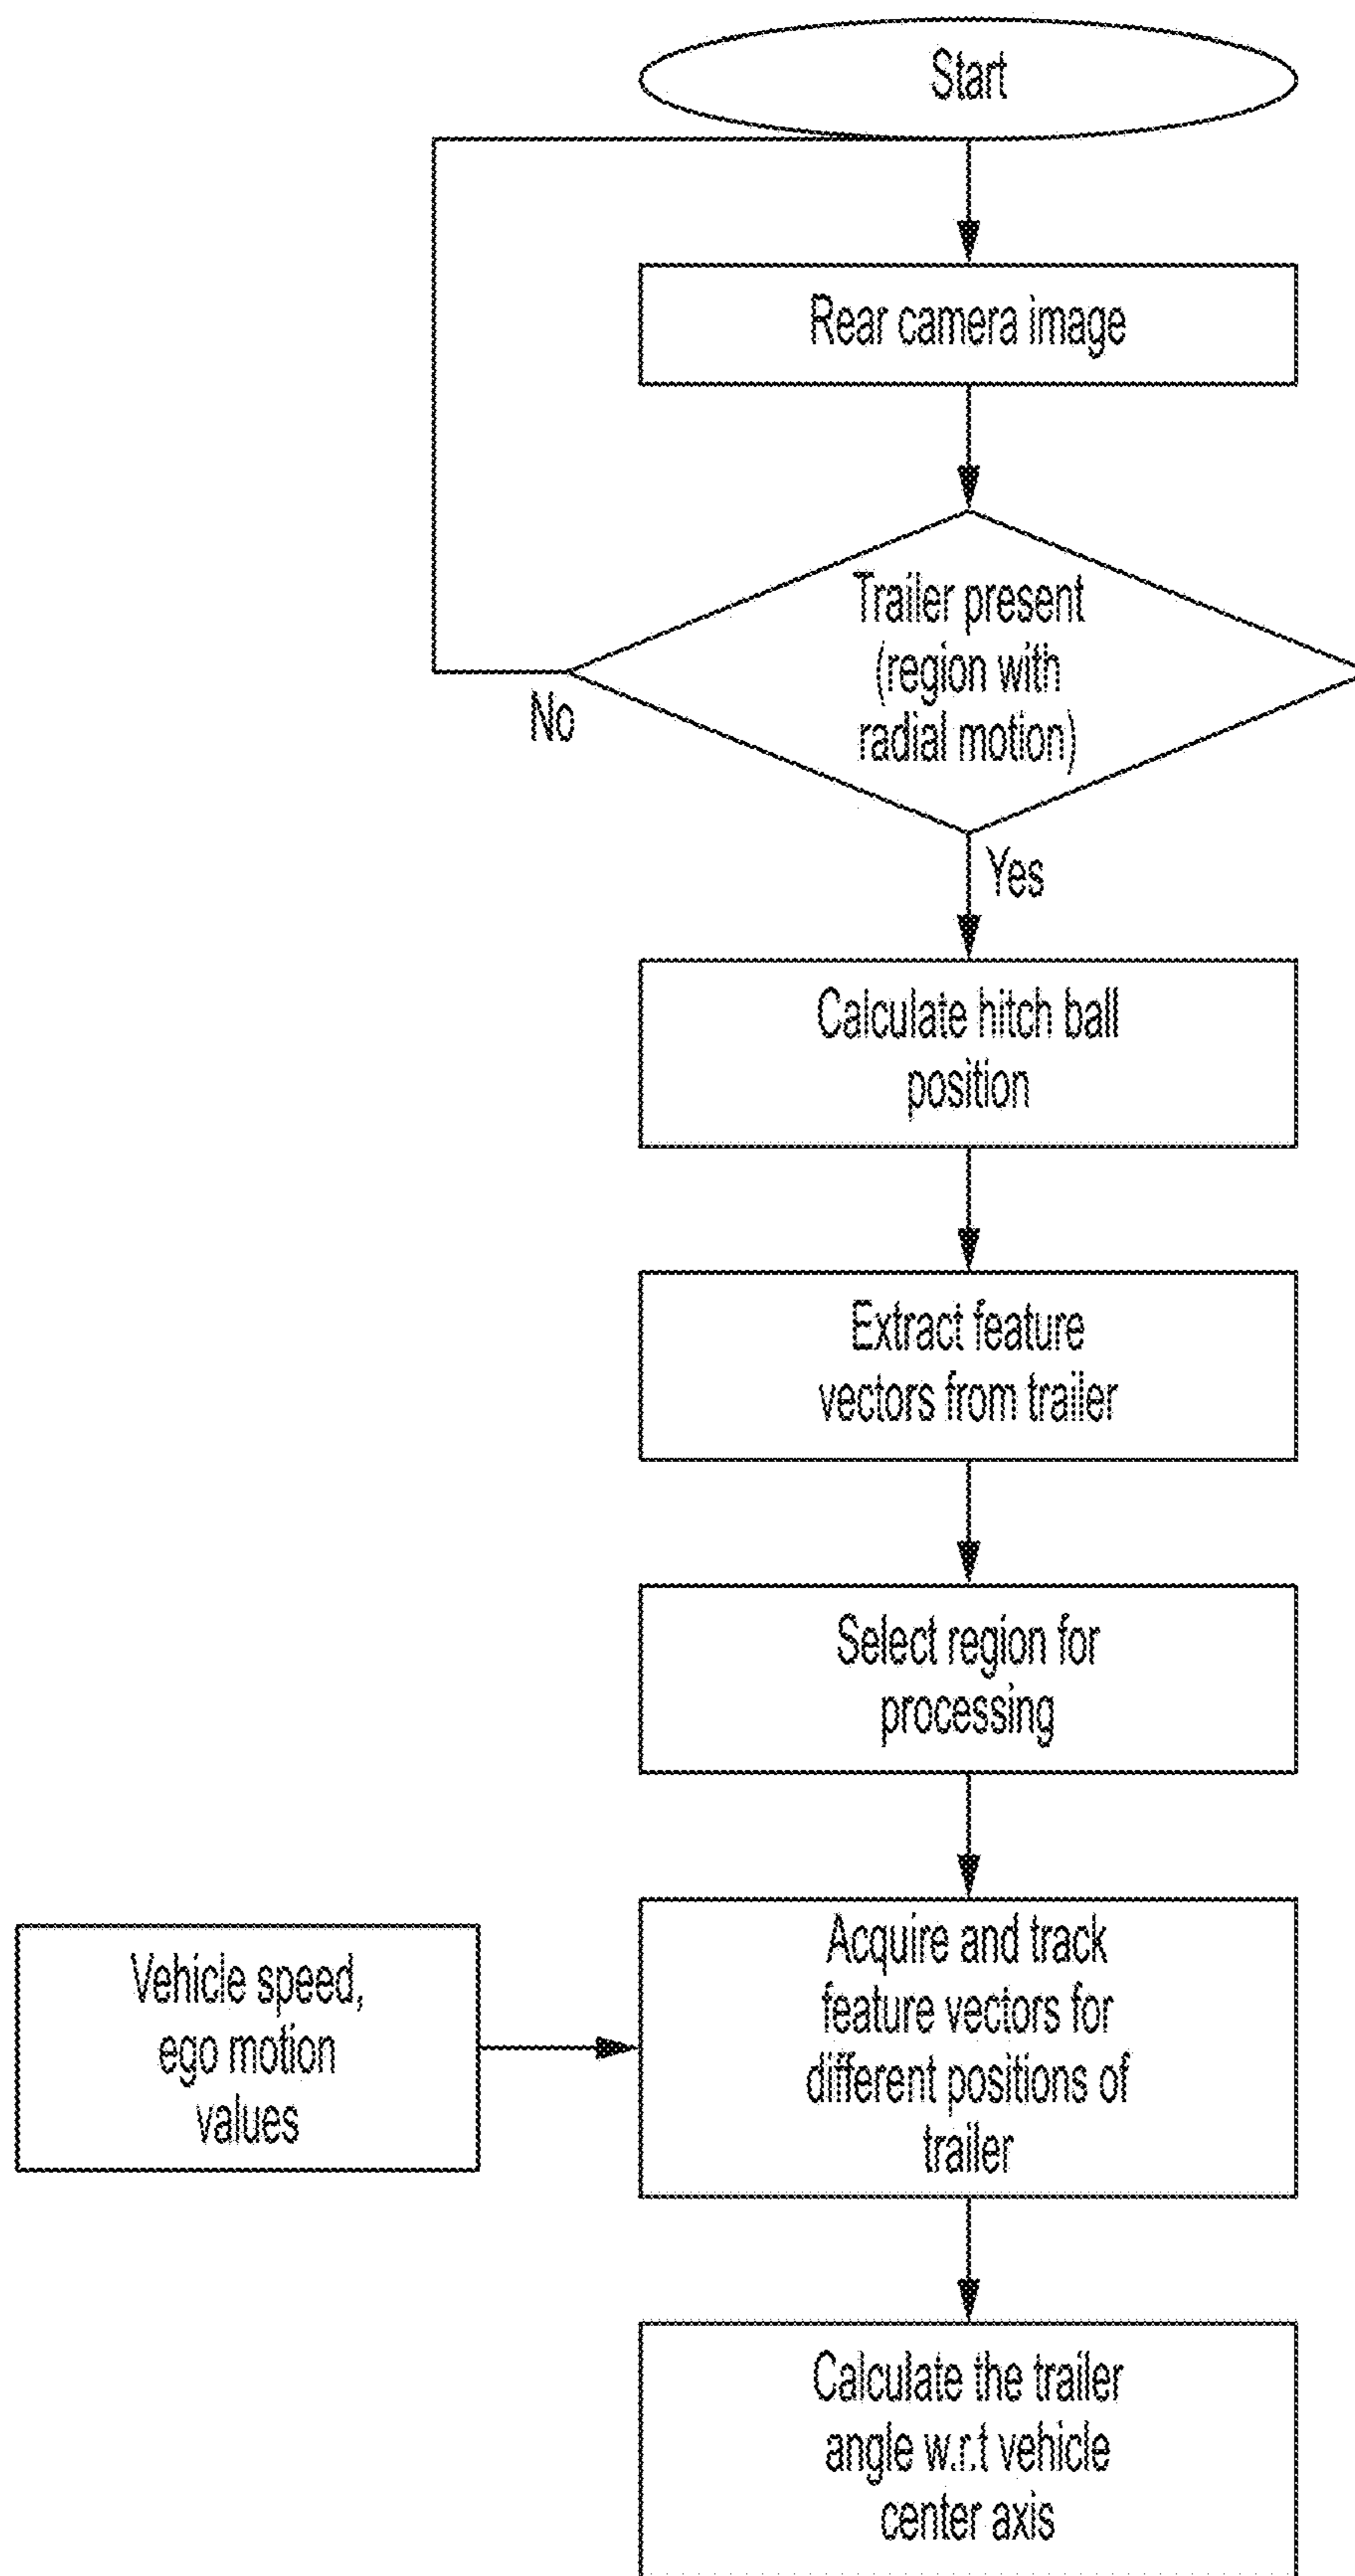 Start
Rear camera image
Trailer present
(region with
radial motion)
No
Yes
Calculate hitch ball
position
Extract feature
vectors from trailer
Select region for
processing
Vehicle speed,
ego motion
values
Acquire and track
feature vectors for
different positions of
trailer
Calculate the trailer
angle w.r.t vehicle
center axis